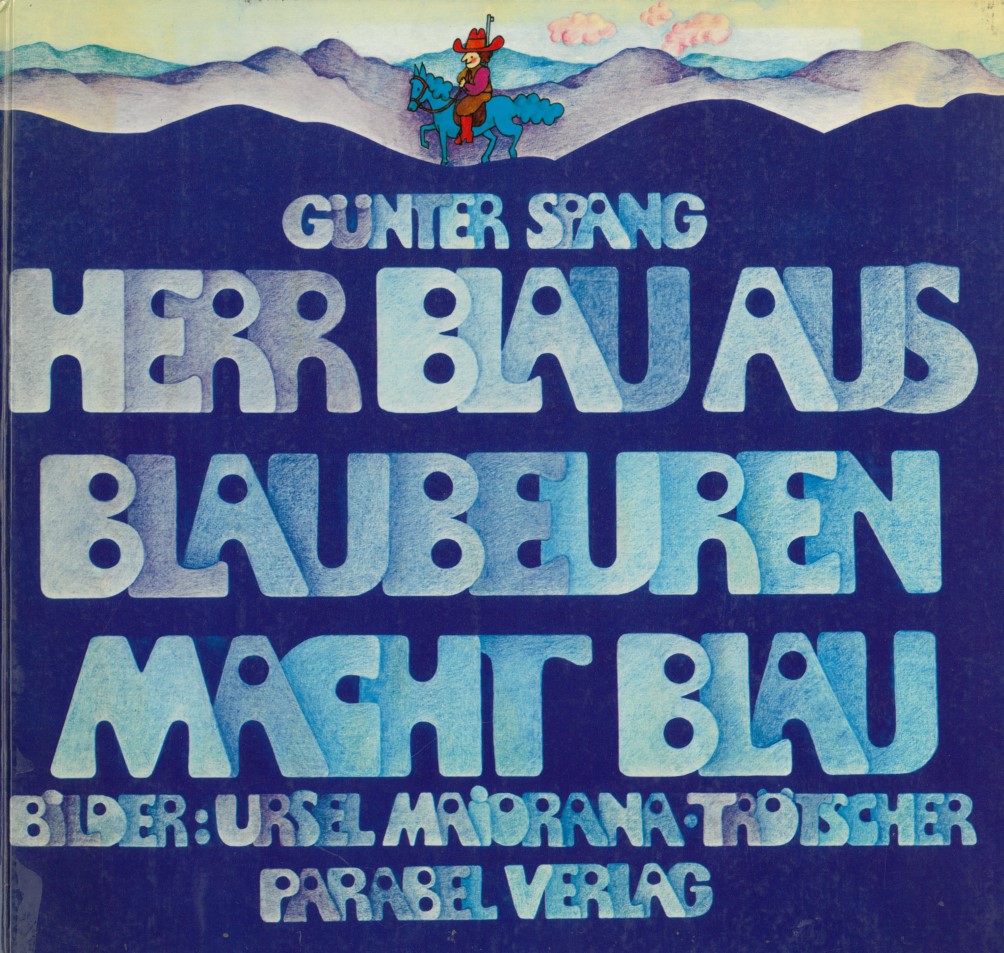 GÜNTER SPANG
HERR BLAU AUS
BLAUBEUREN
MACHT BLAU
BILDER: URSEL MAIORANA-TRÖTSCHER
PARABEL VERLAG